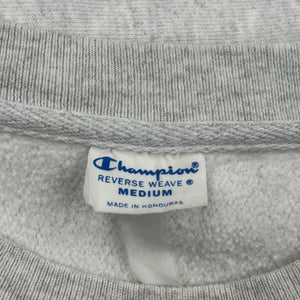 Champion®
REVERSE WEAVE ®
MEDIUM
MADE IN HONDURAS